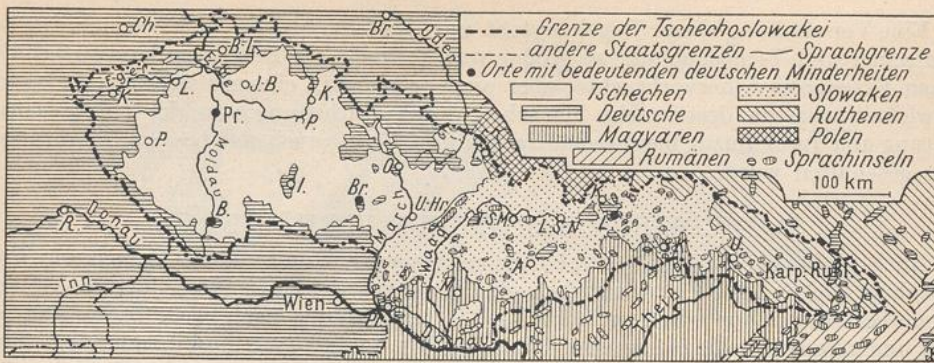 Grenze der Tschechoslowakei
andere Staatsgrenzen Sprachgrenze
Orte mit bedeutenden deutschen Minderheiten
Tschechen Slowaken
Deutsche Ruthenen
Magyaren Polen
Rumänen Sprachinseln
100 km
Ch.
Br.
Oder
B-L.
Eger
Elbe
K.
L.
J-B.
K.
Pr.
P.
P.
Moldau
O.
I.
Br.
B.
March
U-Hr.
Waag
T.S.M.
L.S.N.
K.
U.
A.
N.
Karp.-Rußl.
R.
Donau
Inn
Wien
Pr.
Donau
Theiß